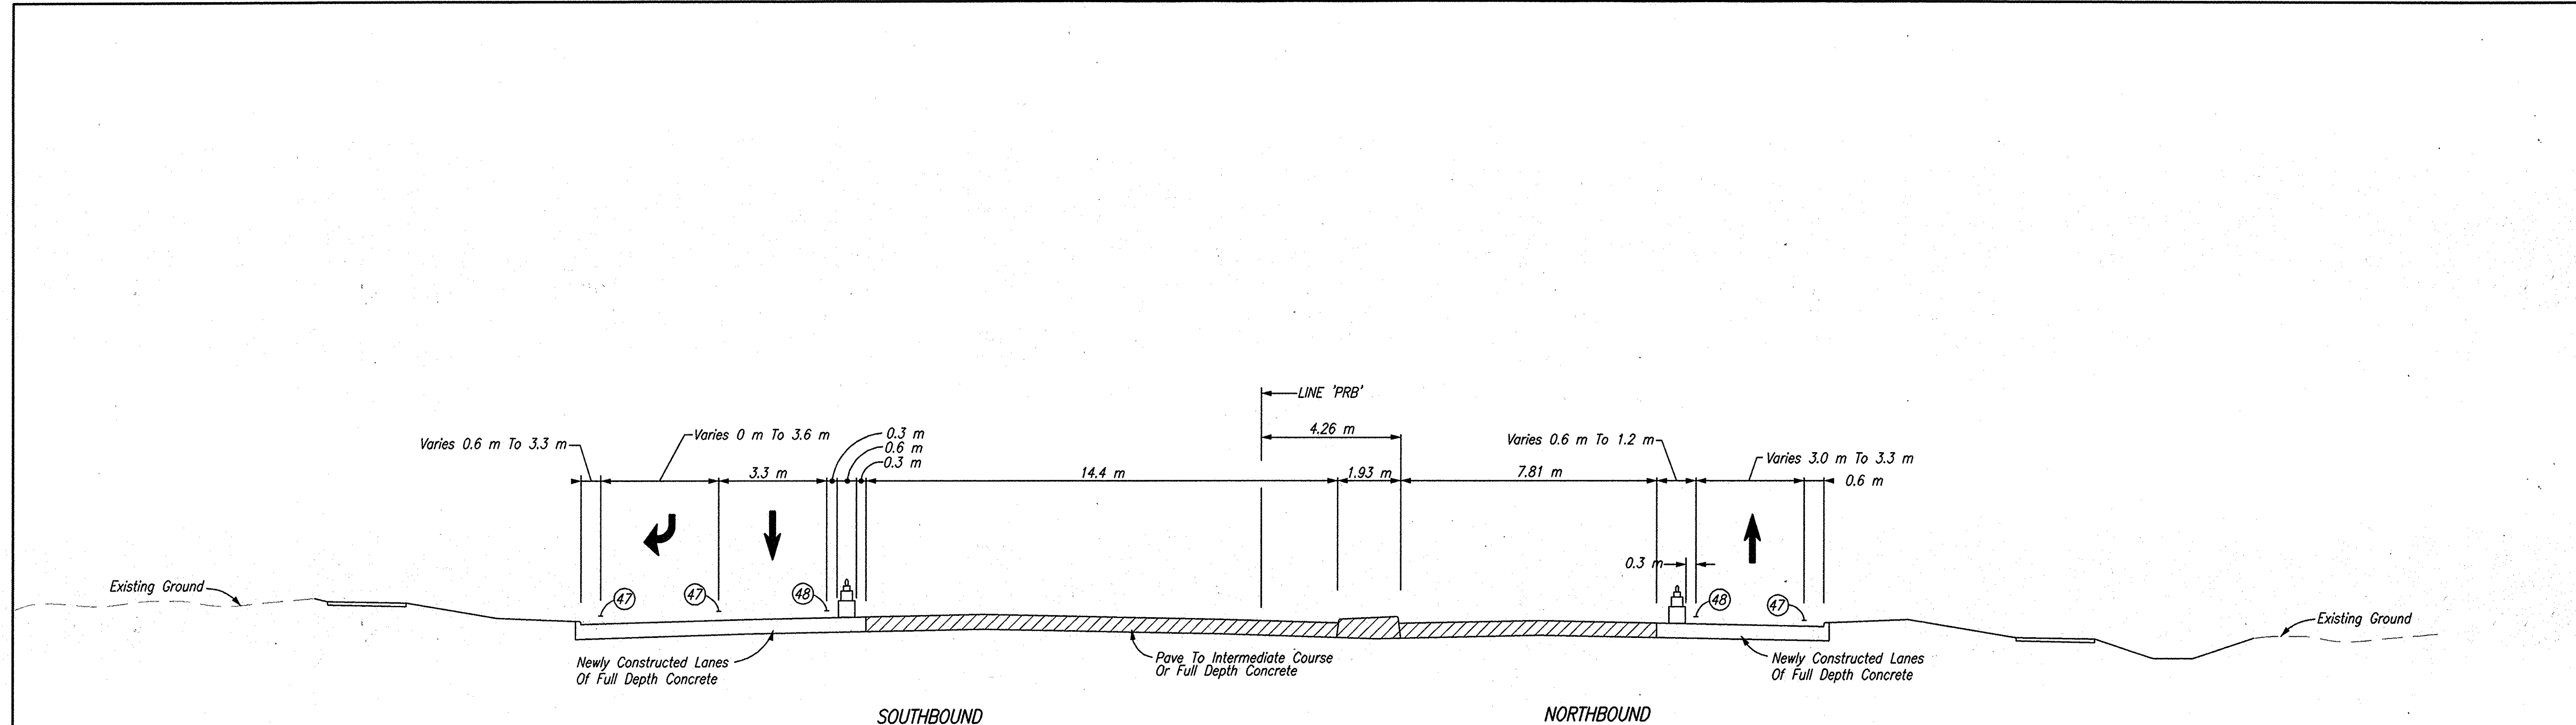 LINE 'PRB'
4.26 m
Varies 0.6 m To 3.3 m
Varies 0 m To 3.6 m
0.3 m
0.6 m
0.3 m
Varies 0.6 m To 1.2 m
Varies 3.0 m To 3.3 m
3.3 m
14.4 m
1.93 m
7.81 m
0.6 m
0.3 m
Existing Ground
47
47
48
48
47
Existing Ground
Newly Constructed Lanes
Of Full Depth Concrete
Pave To Intermediate Course
Or Full Depth Concrete
Newly Constructed Lanes
Of Full Depth Concrete
SOUTHBOUND
NORTHBOUND